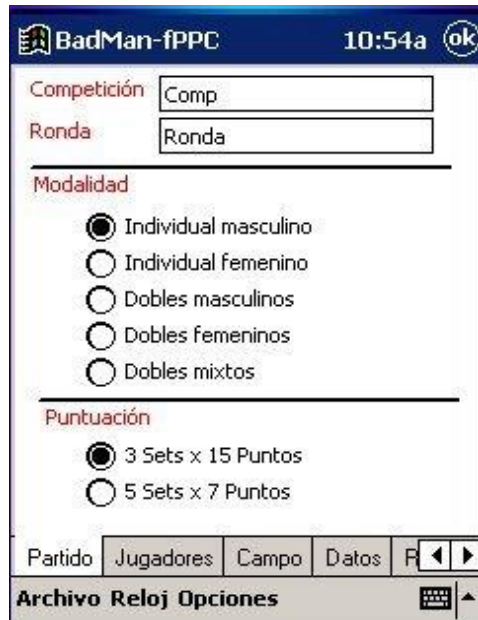 BadMan-fPPC 10:54a ok
Competición Comp
Ronda Ronda
Modalidad
Individual masculino
Individual femenino
Dobles masculinos
Dobles femeninos
Dobles mixtos
Puntuación
3 Sets x 15 Puntos
5 Sets x 7 Puntos
Partido Jugadores Campo Datos
Archivo Reloj Opciones